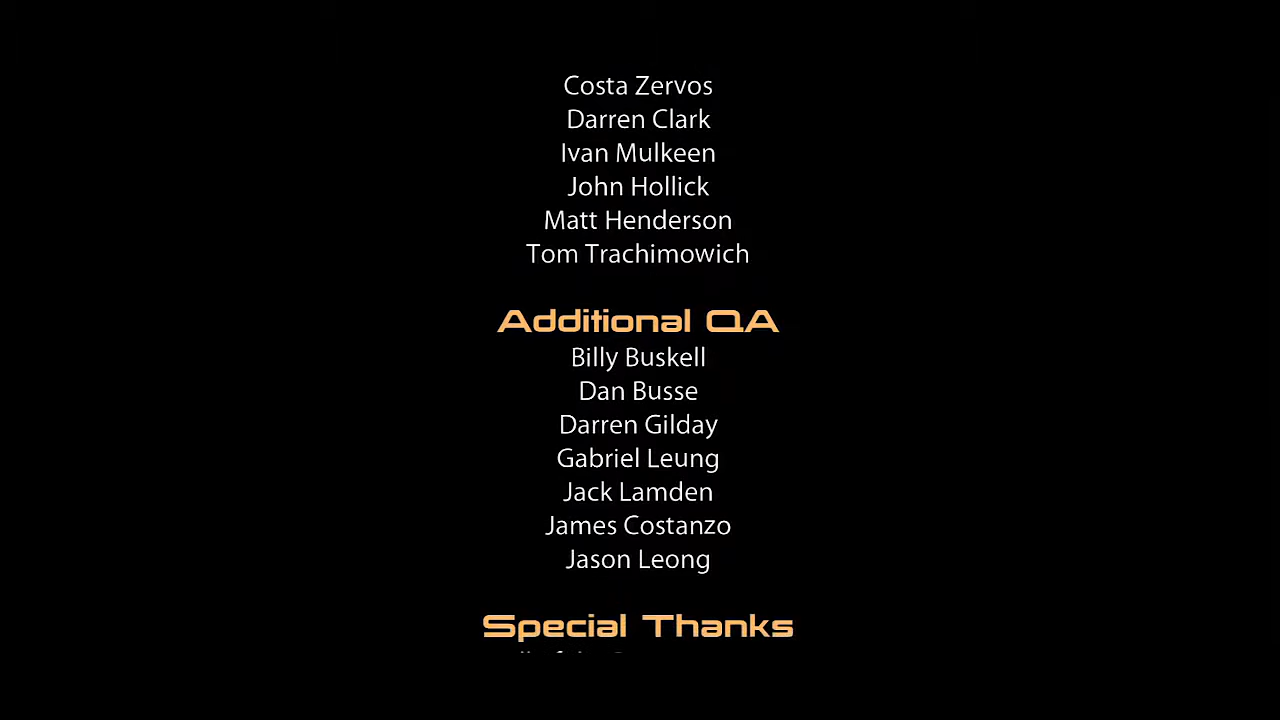 Costa Zervos
Darren Clark
Ivan Mulkeen
John Hollick
Matt Henderson
Tom Trachimowich
Additional QA
Billy Buskell
Dan Busse
Darren Gilday
Gabriel Leung
Jack Lamden
James Costanzo
Jason Leong
Special Thanks